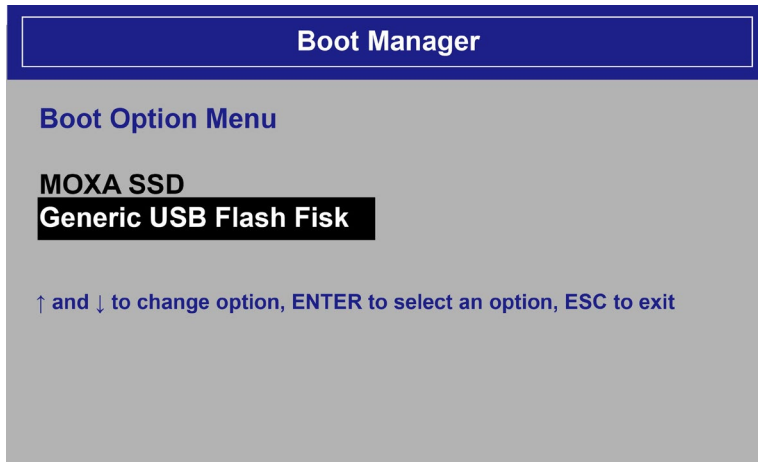 Boot Manager
Boot Option Menu
MOXA SSD
Generic USB Flash Fisk
↑ and ↓ to change option, ENTER to select an option, ESC to exit